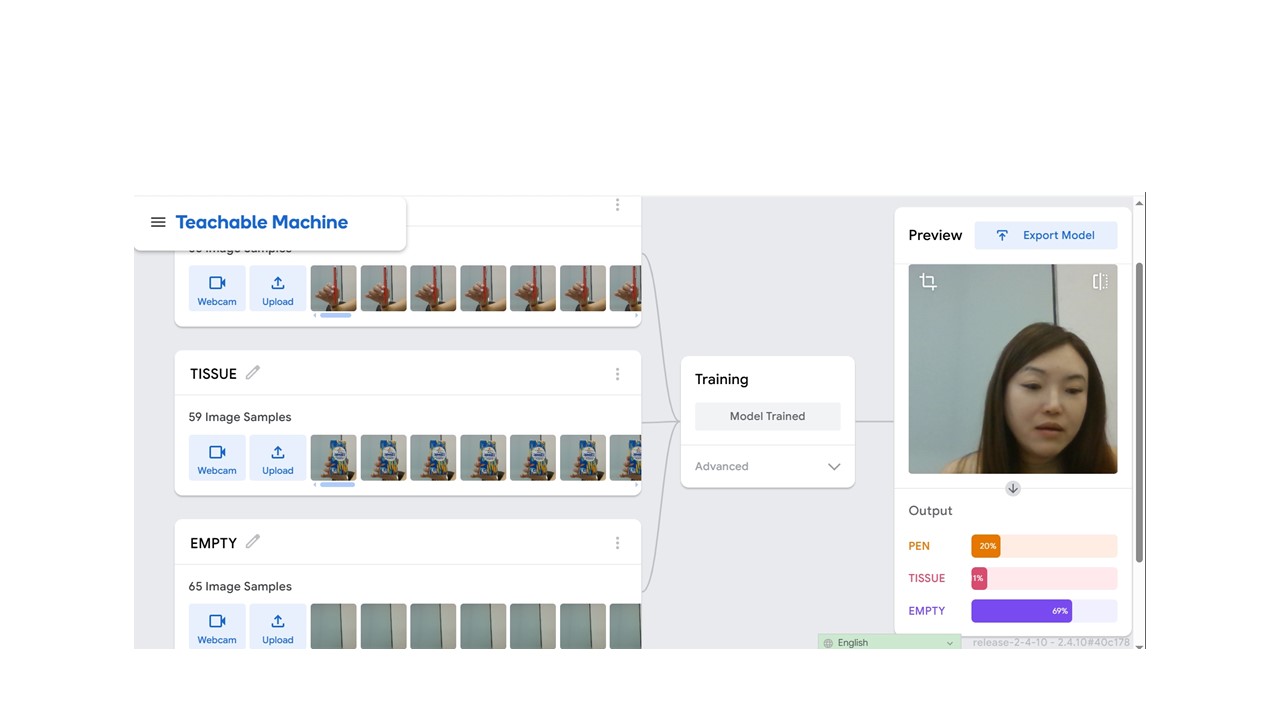 Teachable Machine
Image Samples
Webcam
Upload
TISSUE
59 Image Samples
Webcam
Upload
EMPTY
65 Image Samples
Webcam
Upload
Training
Model Trained
Advanced
Preview
Export Model
Output
PEN 20%
TISSUE 1%
EMPTY 69%
English
release-2-4-10 - 2.4.10#40c178